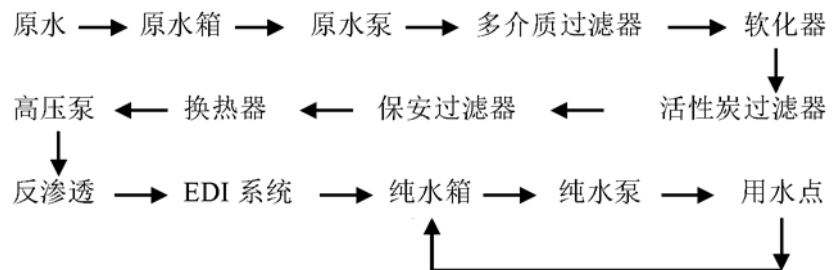 原水 原水箱 原水泵 多介质过滤器 软化器
高压泵 换热器 保安过滤器 活性炭过滤器
反渗透 EDI 系统 纯水箱 纯水泵 用水点